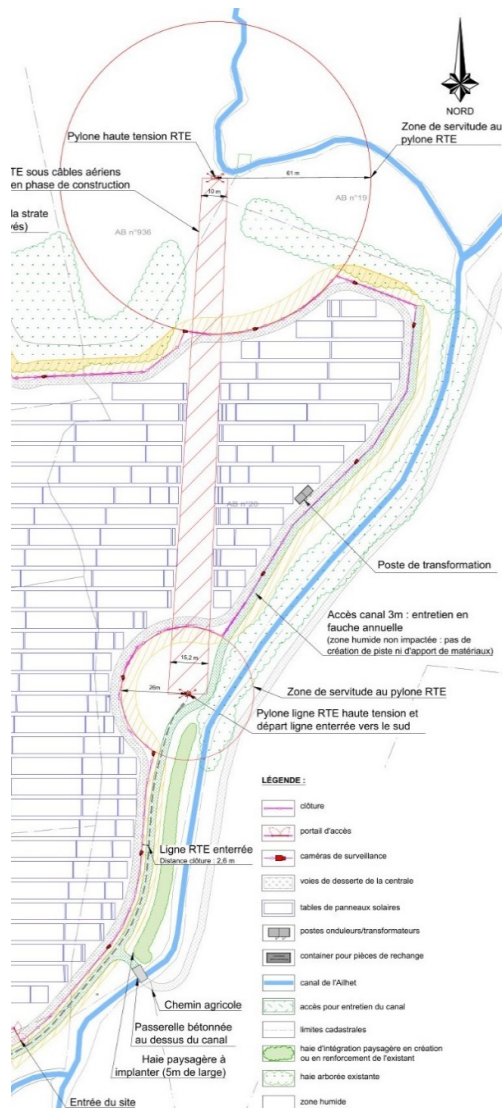 NORD
Pylone haute tension RTE
Zone de servitude au
pylone RTE
61 m
TE sous câbles aériens
en phase de construction
10 m
AB n°19
la strate
vés)
AB n°936
AB n°20
Poste de transformation
Accès canal 3m : entretien en
fauche annuelle
(zone humide non impactée : pas de
création de piste ni d'apport de matériaux)
15,2 m
26m
Zone de servitude au pylone RTE
Pylone ligne RTE haute tension et
départ ligne enterrée vers le sud
Ligne RTE enterrée
Distance clôture : 2,6 m
Chemin agricole
Passerelle bétonnée
au dessus du canal
Haie paysagère à
implanter (5m de large)
Entrée du site
LÉGENDE :
clôture
portail d'accès
caméras de surveillance
voies de desserte de la centrale
tables de panneaux solaires
postes onduleurs/transformateurs
container pour pièces de rechange
canal de l'Ailhet
accès pour entretien du canal
limites cadastrales
haie d'intégration paysagère en création
ou en renforcement de l'existant
haie arborée existante
zone humide